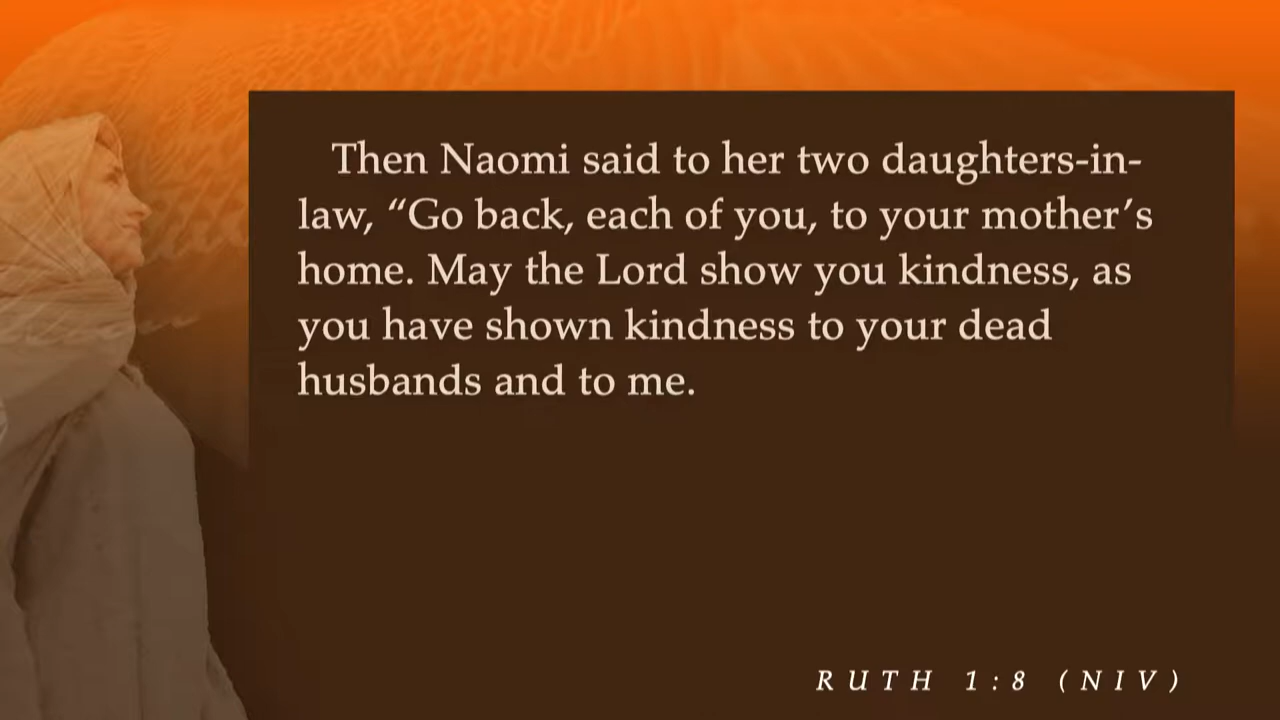 Then Naomi said to her two daughters-in-
law, “Go back, each of you, to your mother’s
home. May the Lord show you kindness, as
you have shown kindness to your dead
husbands and to me.
RUTH 1:8 (NIV)